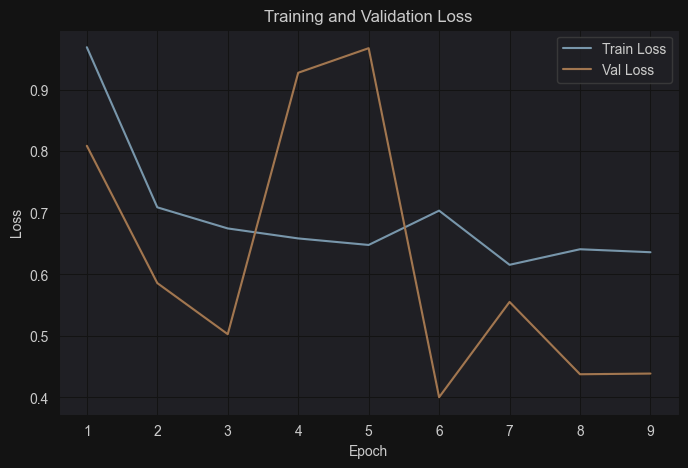 Training and Validation Loss
Train Loss
Val Loss
0.9
0.8
0.7
0.6
0.5
0.4
Loss
1 2 3 4 5 6 7 8 9
Epoch